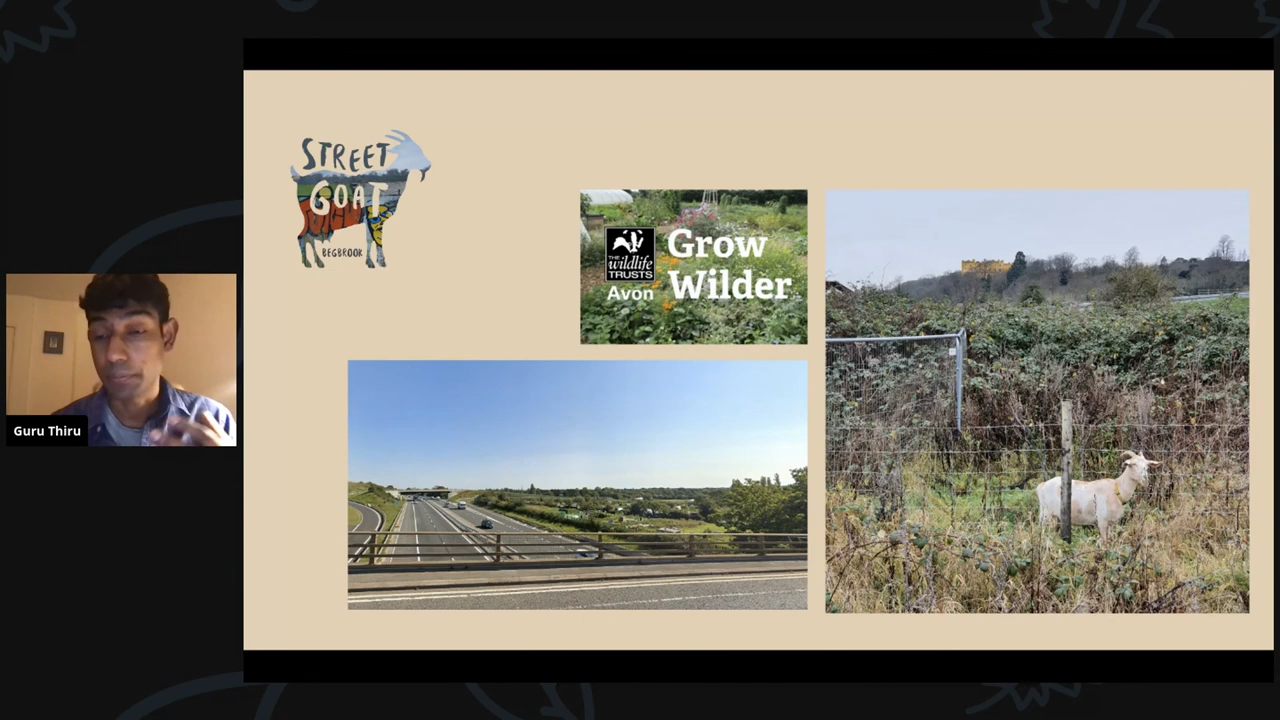 STREET
GOAT
BEGBROOK
THE
wildlife
TRUSTS
Avon
Grow
Wilder
Guru Thiru